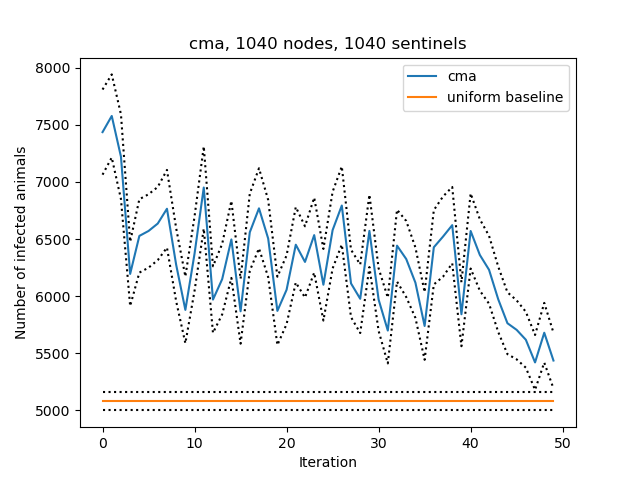 cma, 1040 nodes, 1040 sentinels
cma
uniform baseline
Number of infected animals
8000
7500
7000
6500
6000
5500
5000
0 10 20 30 40 50
Iteration